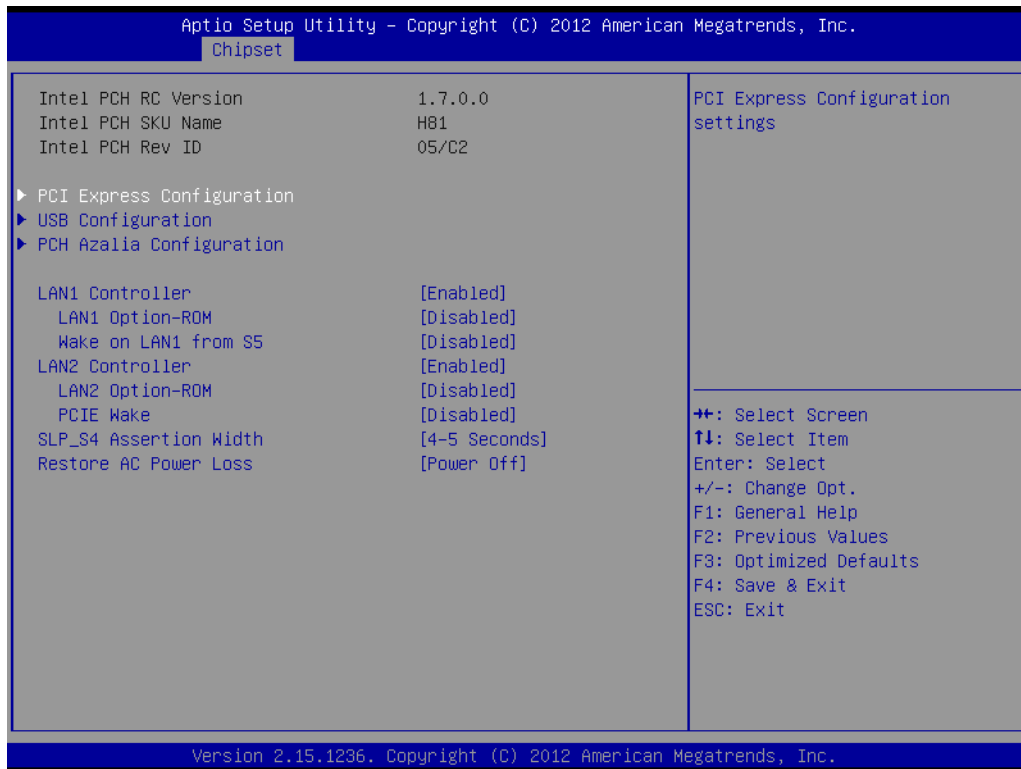 Aptio Setup Utility – Copyright (C) 2012 American Megatrends, Inc.
Chipset
Intel PCH RC Version 1.7.0.0
Intel PCH SKU Name H81
Intel PCH Rev ID 05/C2
PCI Express Configuration
USB Configuration
PCH Azalia Configuration
LAN1 Controller [Enabled]
LAN1 Option-ROM [Disabled]
Wake on LAN1 from S5 [Disabled]
LAN2 Controller [Enabled]
LAN2 Option-ROM [Disabled]
PCIE Wake [Disabled]
SLP_S4 Assertion Width [4-5 Seconds]
Restore AC Power Loss [Power Off]
PCI Express Configuration
settings
→←: Select Screen
↑↓: Select Item
Enter: Select
+/-: Change Opt.
F1: General Help
F2: Previous Values
F3: Optimized Defaults
F4: Save & Exit
ESC: Exit
Version 2.15.1236. Copyright (C) 2012 American Megatrends, Inc.